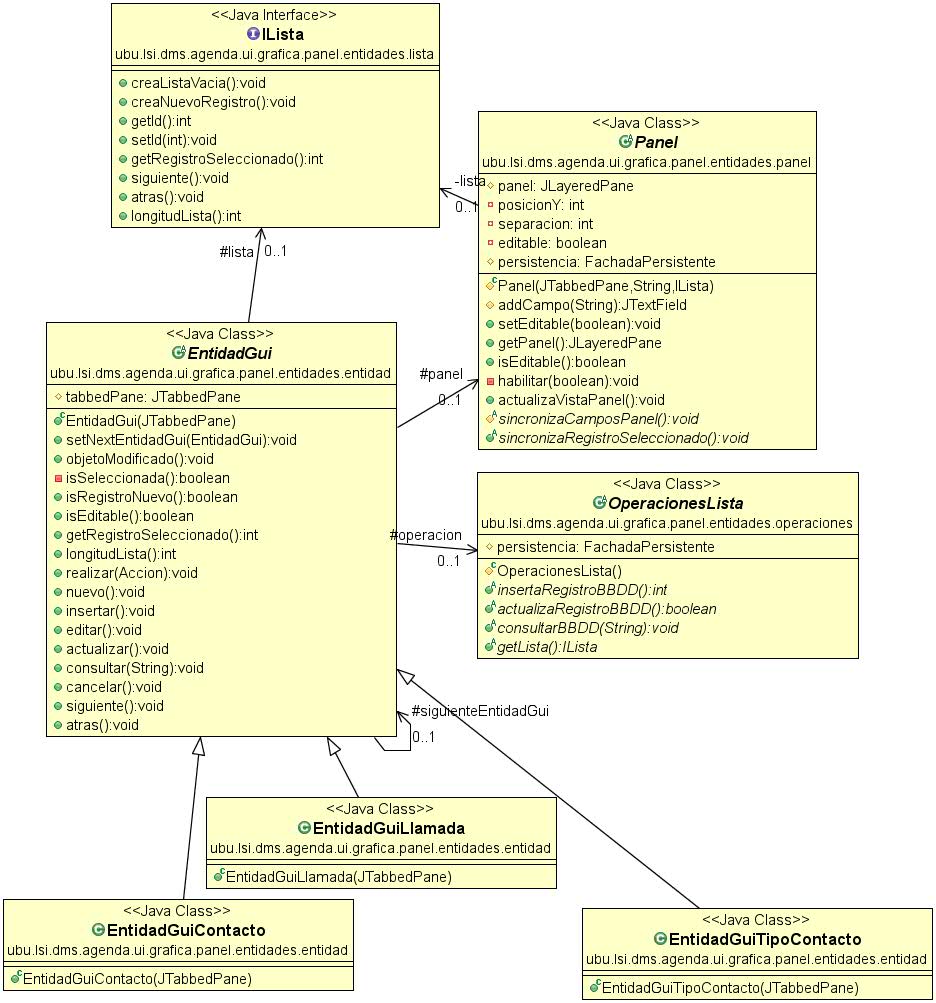 <<Java Interface>>
ILista
ubu.lsi.dms.agenda.ui.grafica.panel.entidades.lista
creaListaVacia():void
creaNuevoRegistro():void
getId():int
setId(int):void
getRegistroSeleccionado():int
siguiente():void
atras():void
longitudLista():int
<<Java Class>>
Panel
ubu.lsi.dms.agenda.ui.grafica.panel.entidades.panel
panel: JLayeredPane
posicionY: int
separacion: int
editable: boolean
persistencia: FachadaPersistente
Panel(JTabbedPane,String,ILista)
addCampo(String):JTextField
setEditable(boolean):void
getPanel():JLayeredPane
isEditable():boolean
habilitar(boolean):void
actualizaVistaPanel():void
sincronizaCamposPanel():void
sincronizaRegistroSeleccionado():void
-lista
0..1
#lista
0..1
<<Java Class>>
EntidadGui
ubu.lsi.dms.agenda.ui.grafica.panel.entidades.entidad
tabbedPane: JTabbedPane
EntidadGui(JTabbedPane)
setNextEntidadGui(EntidadGui):void
objetoModificado():void
isSeleccionada():boolean
isRegistroNuevo():boolean
isEditable():boolean
getRegistroSeleccionado():int
longitudLista():int
realizar(Accion):void
nuevo():void
insertar():void
editar():void
actualizar():void
consultar(String):void
cancelar():void
siguiente():void
atras():void
#panel
0..1
#operacion
0..1
<<Java Class>>
OperacionesLista
ubu.lsi.dms.agenda.ui.grafica.panel.entidades.operaciones
persistencia: FachadaPersistente
OperacionesLista()
insertaRegistroBBDD():int
actualizaRegistroBBDD():boolean
consultarBBDD(String):void
getLista():ILista
#siguienteEntidadGui
0..1
<<Java Class>>
EntidadGuiLlamada
ubu.lsi.dms.agenda.ui.grafica.panel.entidades.entidad
EntidadGuiLlamada(JTabbedPane)
<<Java Class>>
EntidadGuiContacto
ubu.lsi.dms.agenda.ui.grafica.panel.entidades.entidad
EntidadGuiContacto(JTabbedPane)
<<Java Class>>
EntidadGuiTipoContacto
ubu.lsi.dms.agenda.ui.grafica.panel.entidades.entidad
EntidadGuiTipoContacto(JTabbedPane)